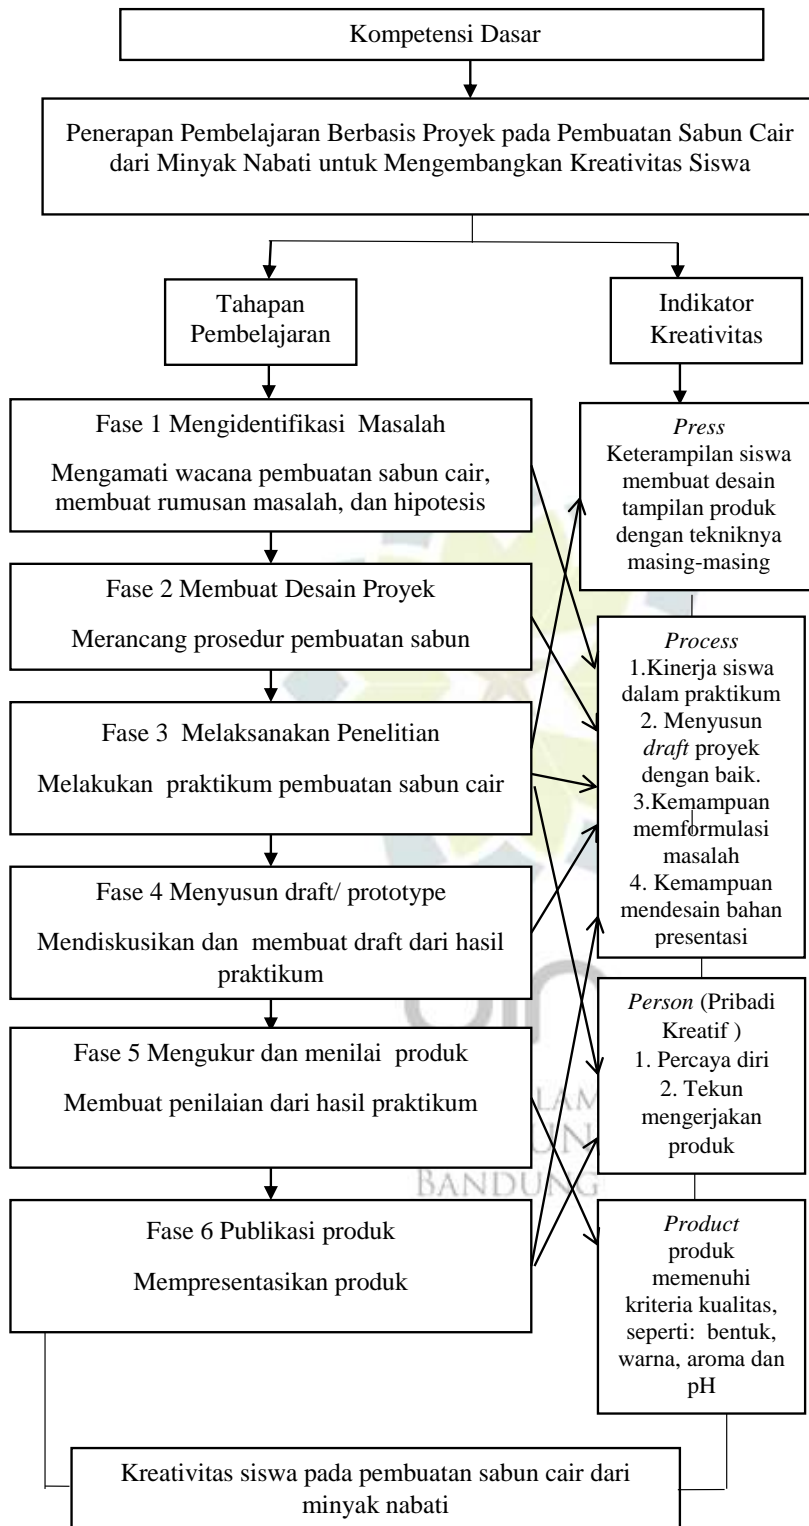 Kompetensi Dasar
Penerapan Pembelajaran Berbasis Proyek pada Pembuatan Sabun Cair
dari Minyak Nabati untuk Mengembangkan Kreativitas Siswa
Tahapan
Pembelajaran
Indikator
Kreativitas
Fase 1 Mengidentifikasi Masalah
Mengamati wacana pembuatan sabun cair,
membuat rumusan masalah, dan hipotesis
Fase 2 Membuat Desain Proyek
Merancang prosedur pembuatan sabun
Fase 3 Melaksanakan Penelitian
Melakukan praktikum pembuatan sabun cair
Fase 4 Menyusun draft/ prototype
Mendiskusikan dan membuat draft dari hasil
praktikum
Fase 5 Mengukur dan menilai produk
Membuat penilaian dari hasil praktikum
Fase 6 Publikasi produk
Mempresentasikan produk
Press
Keterampilan siswa
membuat desain
tampilan produk
dengan tekniknya
masing-masing
Process
1.Kinerja siswa
dalam praktikum
2. Menyusun
draft proyek
dengan baik.
3.Kemampuan
memformulasi
masalah
4. Kemampuan
mendesain bahan
presentasi
Person (Pribadi
Kreatif )
1. Percaya diri
2. Tekun
mengerjakan
produk
Product
produk
memenuhi
kriteria kualitas,
seperti: bentuk,
warna, aroma dan
pH
Kreativitas siswa pada pembuatan sabun cair dari
minyak nabati
BANDUNG